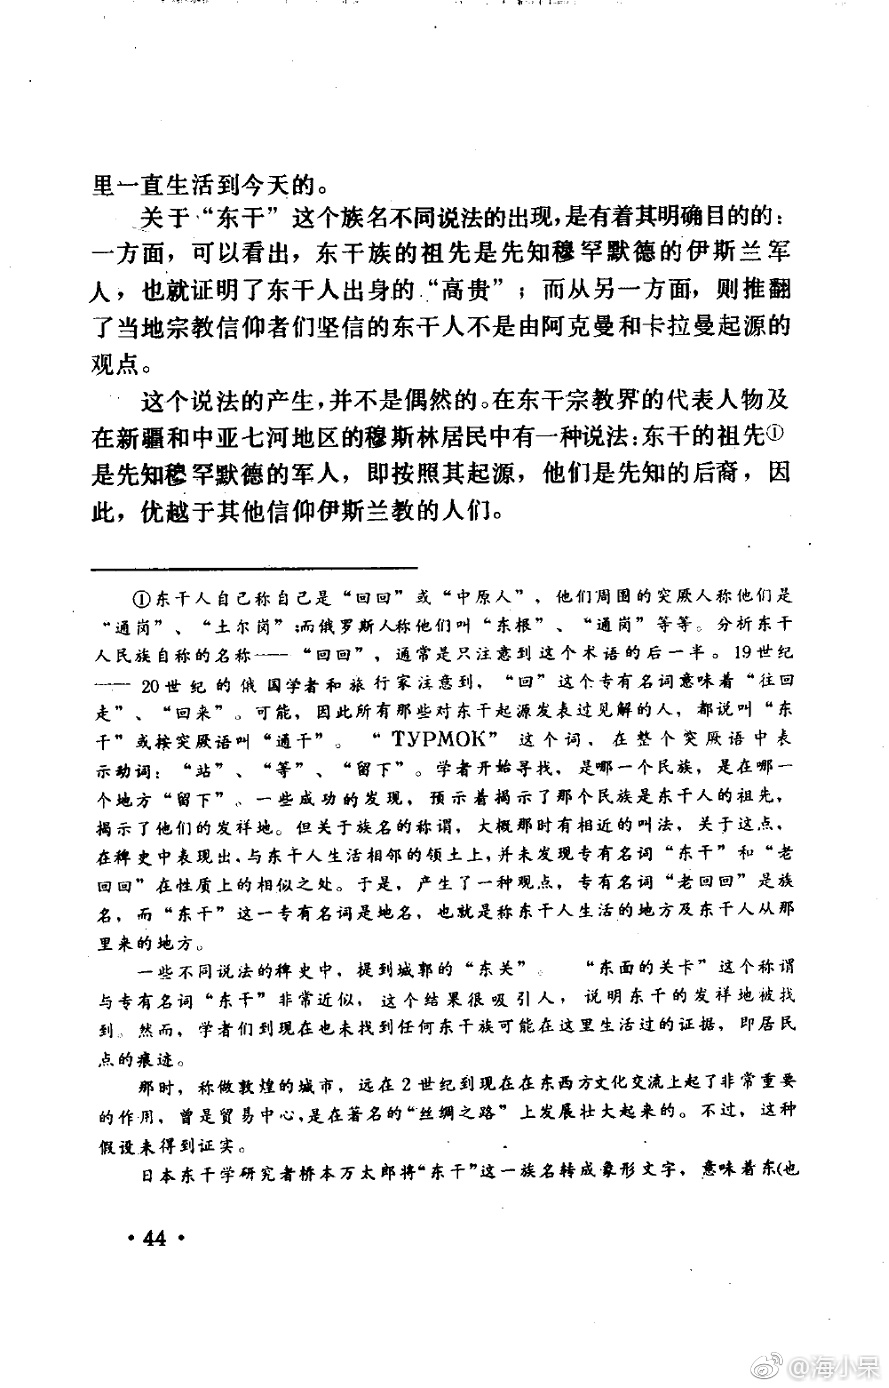 里一直生活到今天的。
关于“东干”这个族名不同说法的出现,是有着其明确目的的：
一方面，可以看出，东干族的祖先是先知穆罕默德的伊斯兰军
人，也就证明了东干人出身的“高贵”；而从另一方面，则推翻
了当地宗教信仰者们坚信的东干人不是由阿克曼和卡拉曼起源的
观点。
这个说法的产生,并不是偶然的。在东干宗教界的代表人物及
在新疆和中亚七河地区的穆斯林居民中有一种说法:东干的祖先①
是先知穆罕默德的军人，即按照其起源，他们是先知的后裔，因
此，优越于其他信仰伊斯兰教的人们。
①东干人自己称自己是“回回”或“中原人”，他们周围的突厥人称他们是
“通岗”、“土尔岗”;而俄罗斯人称他们叫“东根”、“通岗”等等。分析东干
人民族自称的名称——“回回”，通常是只注意到这个术语的后一半。19世纪
——20世纪的俄国学者和旅行家注意到，“回”这个专有名词意味着“往回
走”、“回来”。可能，因此所有那些对东干起源发表过见解的人，都说叫“东
干”或按突厥语叫“通干”。“ТУРМОК”这个词，在整个突厥语中表
示动词：“站”、“等”、“留下”。学者开始寻找，是哪一个民族，是在哪一
个地方“留下”。一些成功的发现，预示着揭示了那个民族是东干人的祖先，
揭示了他们的发祥地。但关于族名的称谓，大概那时有相近的叫法，关于这点，
在稗史中表现出,与东干人生活相邻的领土上,并未发现专有名词“东干”和“老
回回”在性质上的相似之处。于是，产生了一种观点，专有名词“老回回”是族
名，而“东干”这一专有名词是地名，也就是称东干人生活的地方及东干人从那
里来的地方。
一些不同说法的稗史中，提到城郭的“东关”。“东面的关卡”这个称谓
与专有名词“东干”非常近似，这个结果很吸引人，说明东干的发祥地被找
到。然而，学者们到现在也未找到任何东干族可能在这里生活过的证据，即居民
点的痕迹。
那时，称做敦煌的城市，远在2世纪到现在在东西方文化交流上起了非常重要
的作用，曾是贸易中心,是在著名的“丝绸之路”上发展壮大起来的。不过，这种
假设未得到证实。
日本东干学研究者桥本万太郎将“东干”这一族名转成象形文字，意味着东(也
·44·
@海小呆